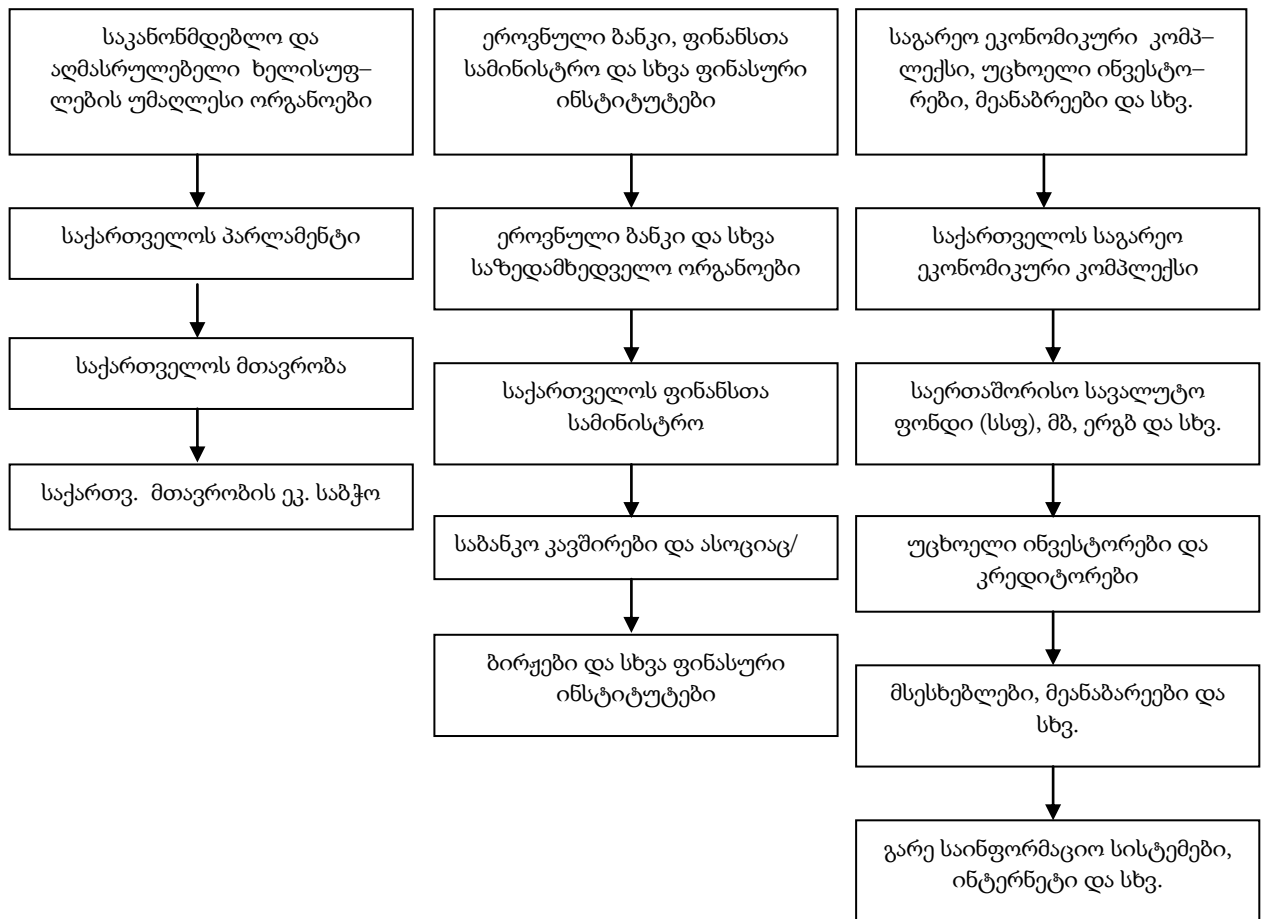 საკანონმდებლო და
აღმასრულებელი ხელისუფ–
ლების უმაღლესი ორგანოები
საქართველოს პარლამენტი
საქართველოს მთავრობა
საქართვ. მთავრობის ეკ. საბჭო
ეროვნული ბანკი, ფინანსთა
სამინისტრო და სხვა ფინასური
ინსტიტუტები
ეროვნული ბანკი და სხვა
საზედამხედველო ორგანოები
საქართველოს ფინანსთა
სამინისტრო
საბანკო კავშირები და ასოციაც/
ბირჟები და სხვა ფინასური
ინსტიტუტები
საგარეო ეკონომიკური კომპ–
ლექსი, უცხოელი ინვესტო–
რები, მეანაბრეები და სხვ.
საქართველოს საგარეო
ეკონომიკური კომპლექსი
საერთაშორისო სავალუტო
ფონდი (სსფ), მბ, ერგბ და სხვ.
უცხოელი ინვესტორები და
კრედიტორები
მსესხებლები, მეანაბარეები და
სხვ.
გარე საინფორმაციო სისტემები,
ინტერნეტი და სხვ.